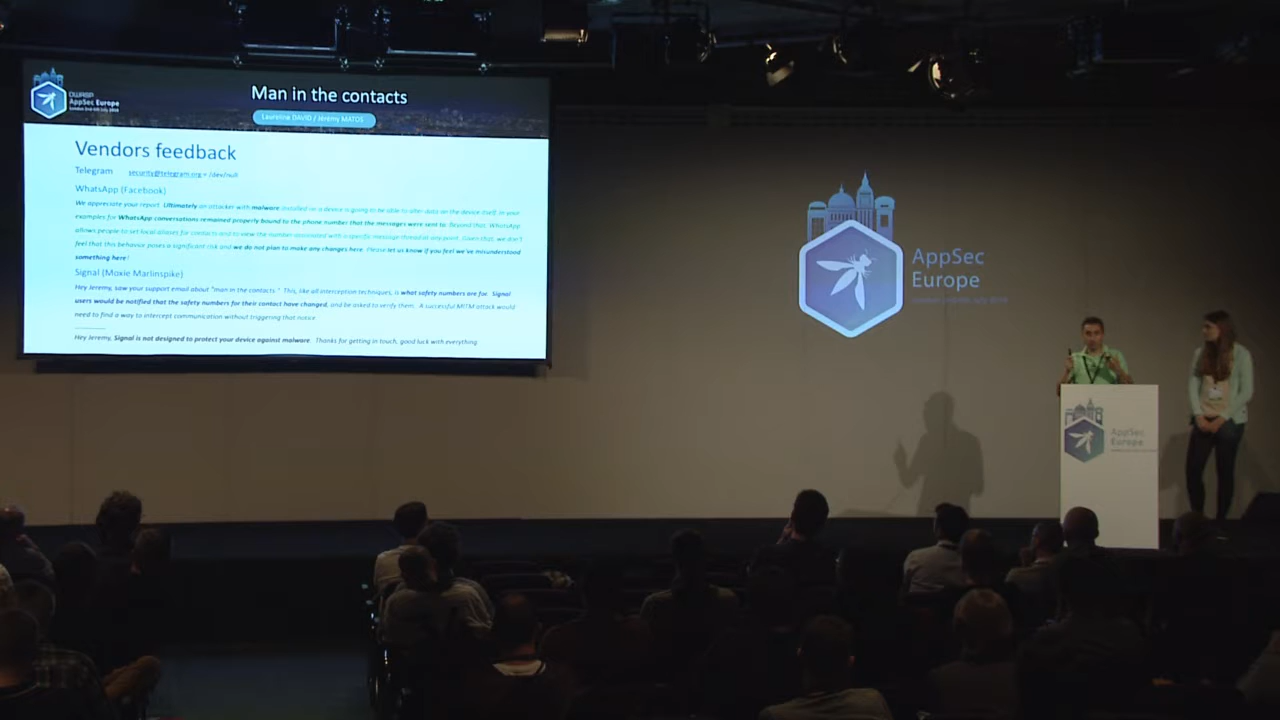 OWASP
AppSec Europe
London 2nd-6th July 2018
Man in the contacts
Laureline DAVID / Jérémy MATOS
Vendors feedback
Telegram security@telegram.org > /dev/null
WhatsApp (Facebook)
We appreciate your report. Ultimately an attacker with malware installed on a device is going to be able to alter data on the device itself. In your
examples for WhatsApp conversations remained properly bound to the phone number that the messages were sent to. Beyond that, WhatsApp
allows people to set local aliases for contacts and to view the number associated with a specific message thread at any point. Given that, we don't
feel that this behavior poses a significant risk and we do not plan to make any changes here. Please let us know if you feel we've misunderstood
something here!
Signal (Moxie Marlinspike)
Hey Jeremy, saw your support email about "man in the contacts." This, like all interception techniques, is what safety numbers are for. Signal
users would be notified that the safety numbers for their contact have changed, and be asked to verify them. A successful MITM attack would
need to find a way to intercept communication without triggering that notice.
Hey Jeremy, Signal is not designed to protect your device against malware. Thanks for getting in touch, good luck with everything.
AppSec
Europe
AppSec
Europe